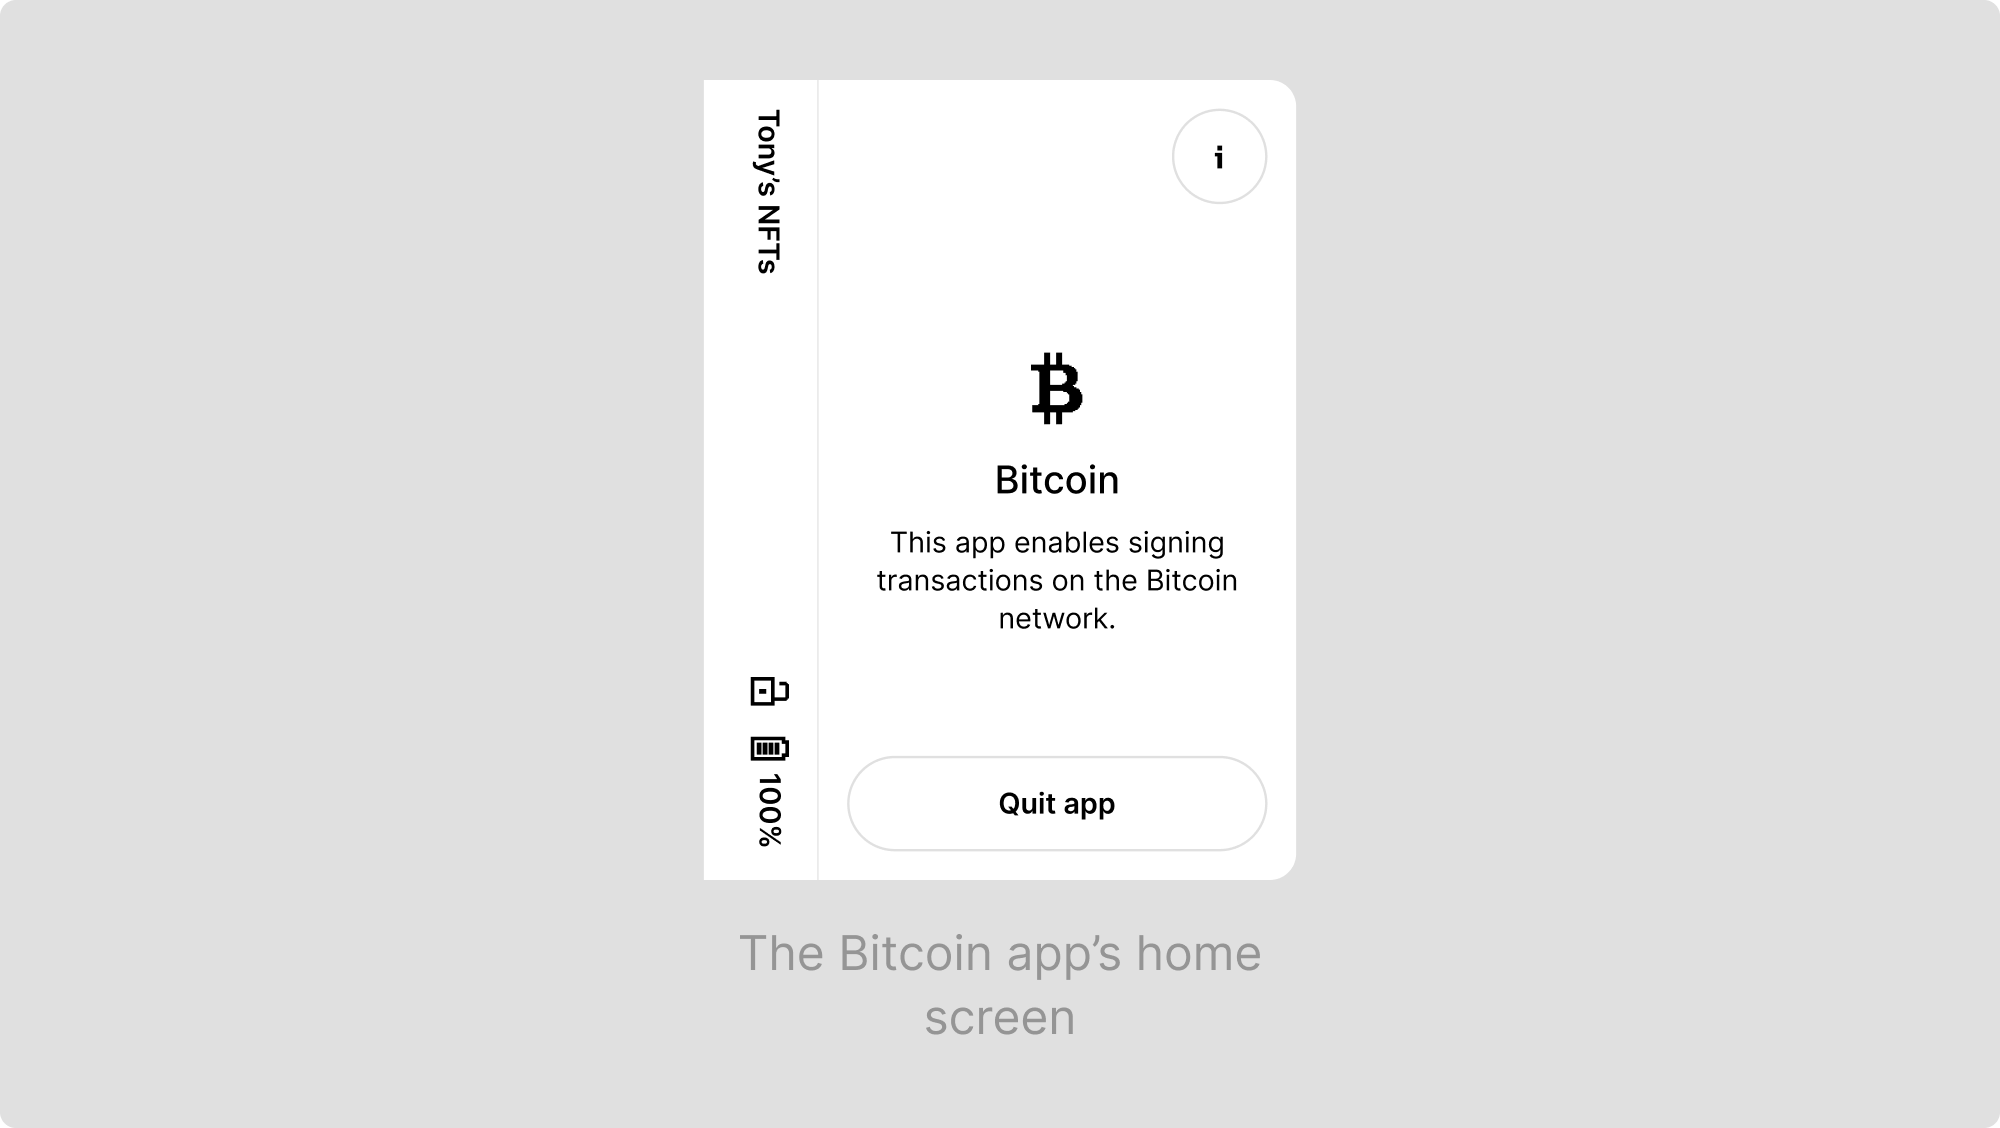 Tony’s NFTs
100%
i
Bitcoin
This app enables signing
transactions on the Bitcoin
network.
Quit app
The Bitcoin app’s home
screen